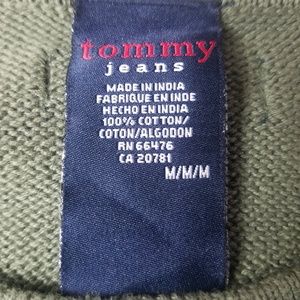 tommy
jeans
MADE IN INDIA
FABRIQUE EN INDE
HECHO EN INDIA
100% COTTON/
COTON/ALGODON
RN 66476
CA 20781
M/M/M